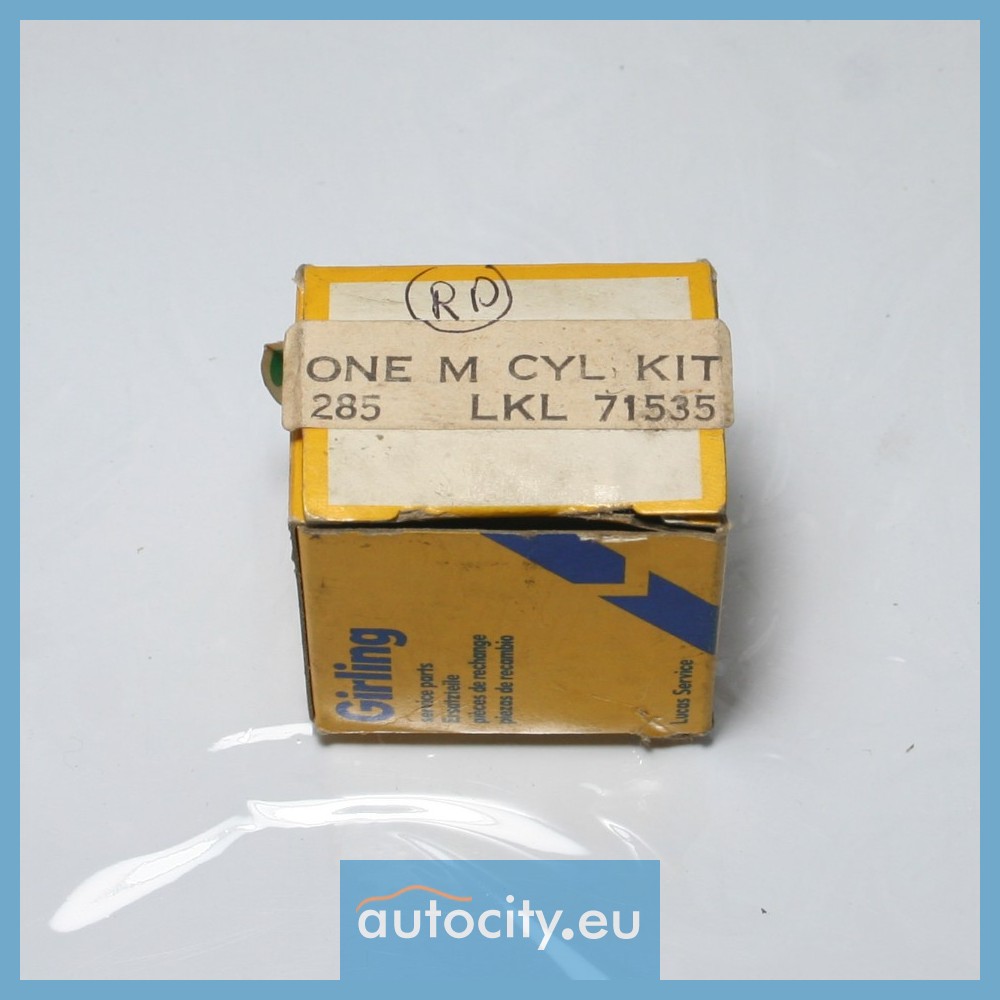 RD
ONE M CYL KIT
285 LKL 71535
Girling
service parts
Ersatzteile
pièces de rechange
piezas de recambio
Lucas Service
autocity.eu